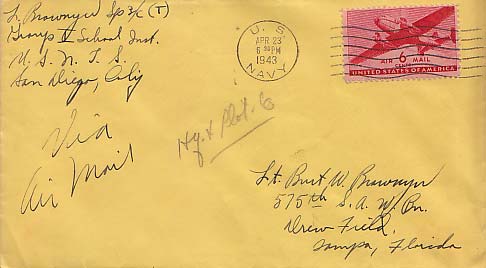 L. Brownyer Sp 3/c (T)
Group V School Inst.
U. S. N. T. S.
San Diego, Calif
Via
Air Mail
U. S.
APR 23
6 PM
1943
NAVY
AIR 6 MAIL
CENTS
UNITED STATES OF AMERICA
Hq. & Plot. 6
Lt. Burt W. Brownyer
575th S. A. W. Bn.
Drew Field.
Tampa, Florida